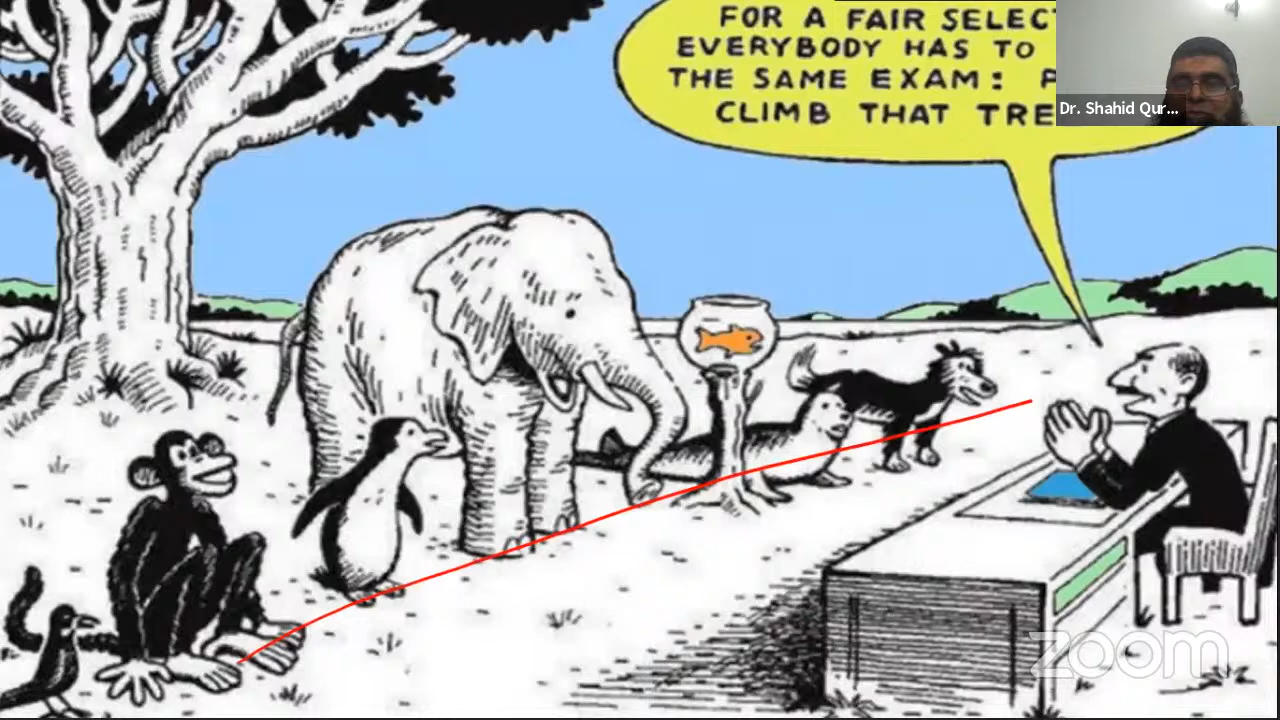 FOR A FAIR SELECT
EVERYBODY HAS TO
THE SAME EXAM: P
CLIMB THAT TRE
Dr. Shahid Qur...
zoom